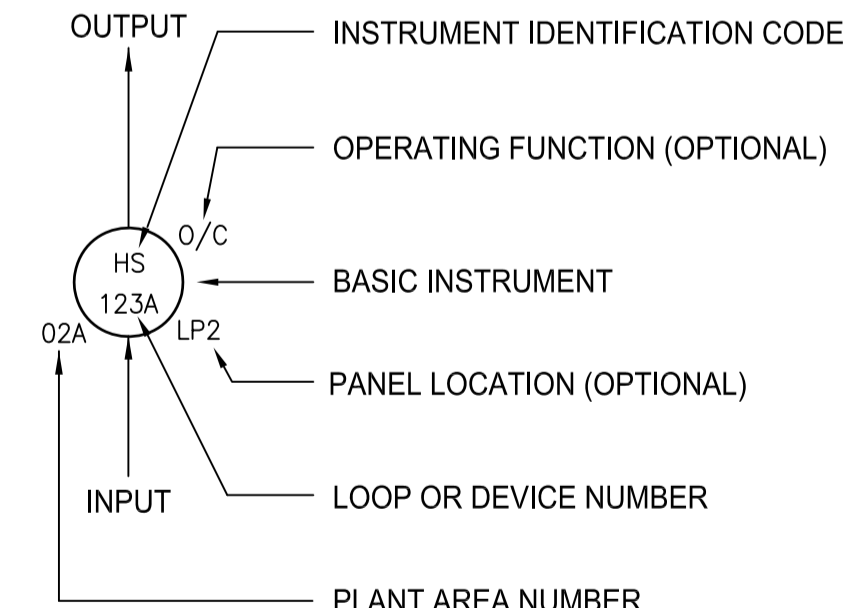 OUTPUT
INSTRUMENT IDENTIFICATION CODE
OPERATING FUNCTION (OPTIONAL)
O/C
HS
BASIC INSTRUMENT
123A
02A
LP2
PANEL LOCATION (OPTIONAL)
INPUT
LOOP OR DEVICE NUMBER
PLANT AREA NUMBER